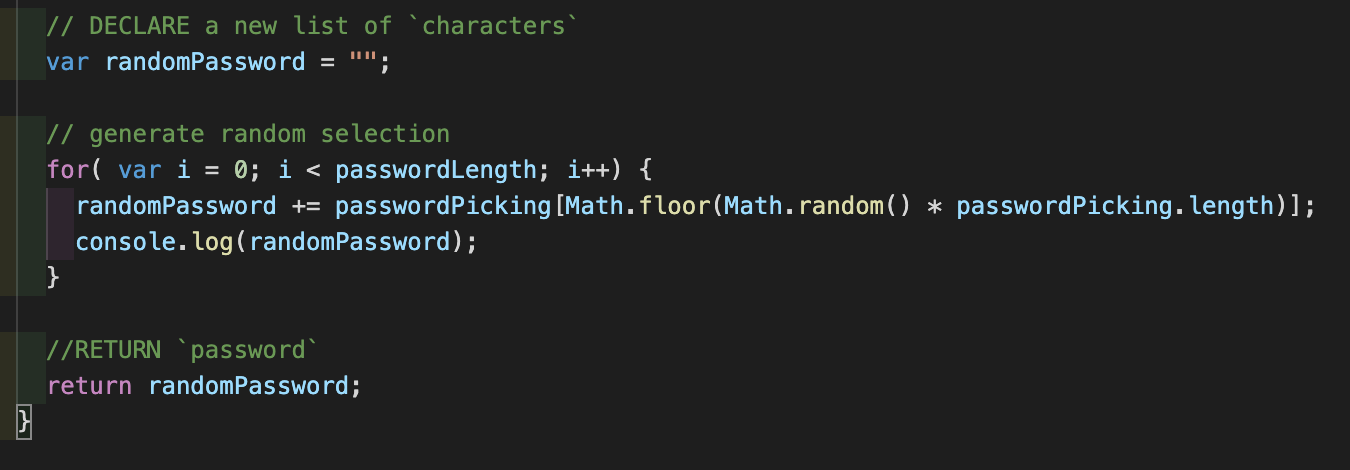 // DECLARE a new list of `characters`
var randomPassword = "";
// generate random selection
for( var i = 0; i < passwordLength; i++) {
randomPassword += passwordPicking[Math.floor(Math.random() * passwordPicking.length)];
console.log(randomPassword);
}
//RETURN `password`
return randomPassword;
}